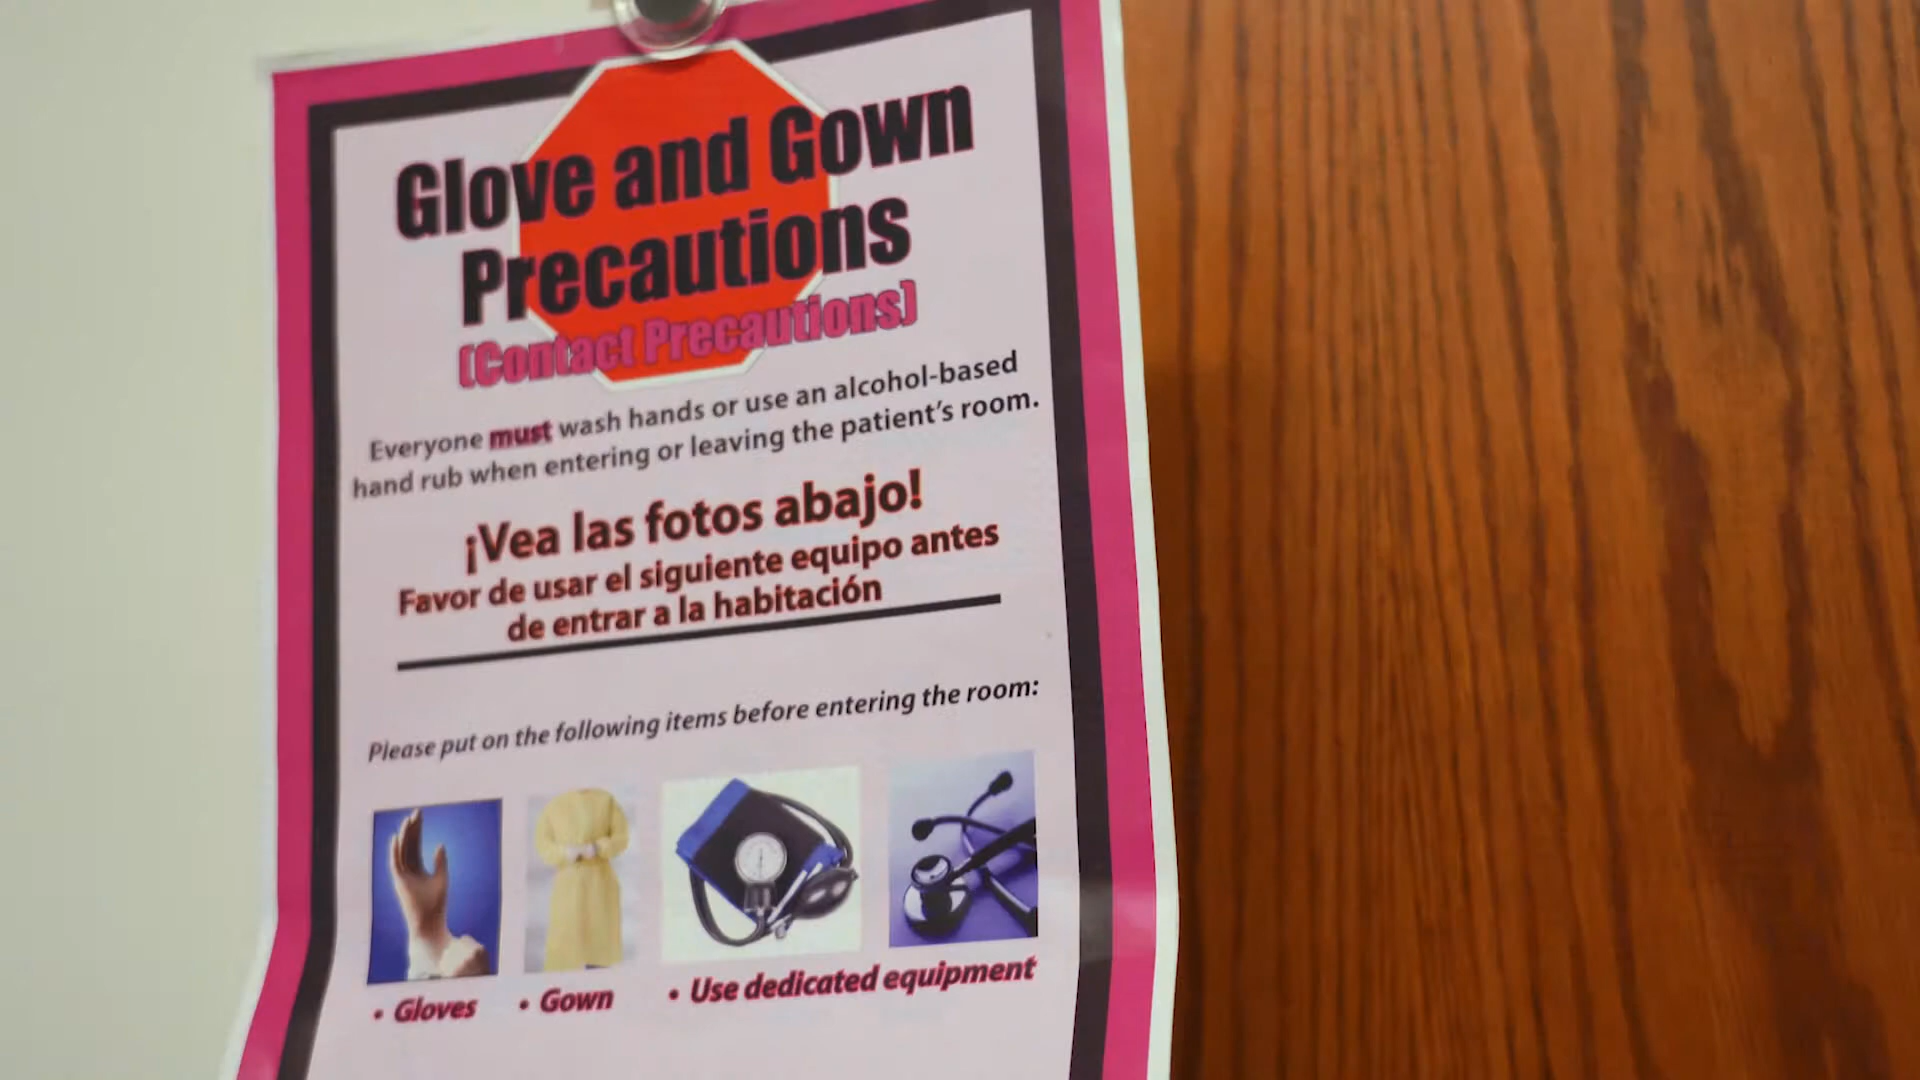 Glove and Gown
Precautions
(Contact Precautions)
Everyone must wash hands or use an alcohol-based
hand rub when entering or leaving the patient's room.
¡Vea las fotos abajo!
Favor de usar el siguiente equipo antes
de entrar a la habitación
Please put on the following items before entering the room:
• Gloves
• Gown
• Use dedicated equipment